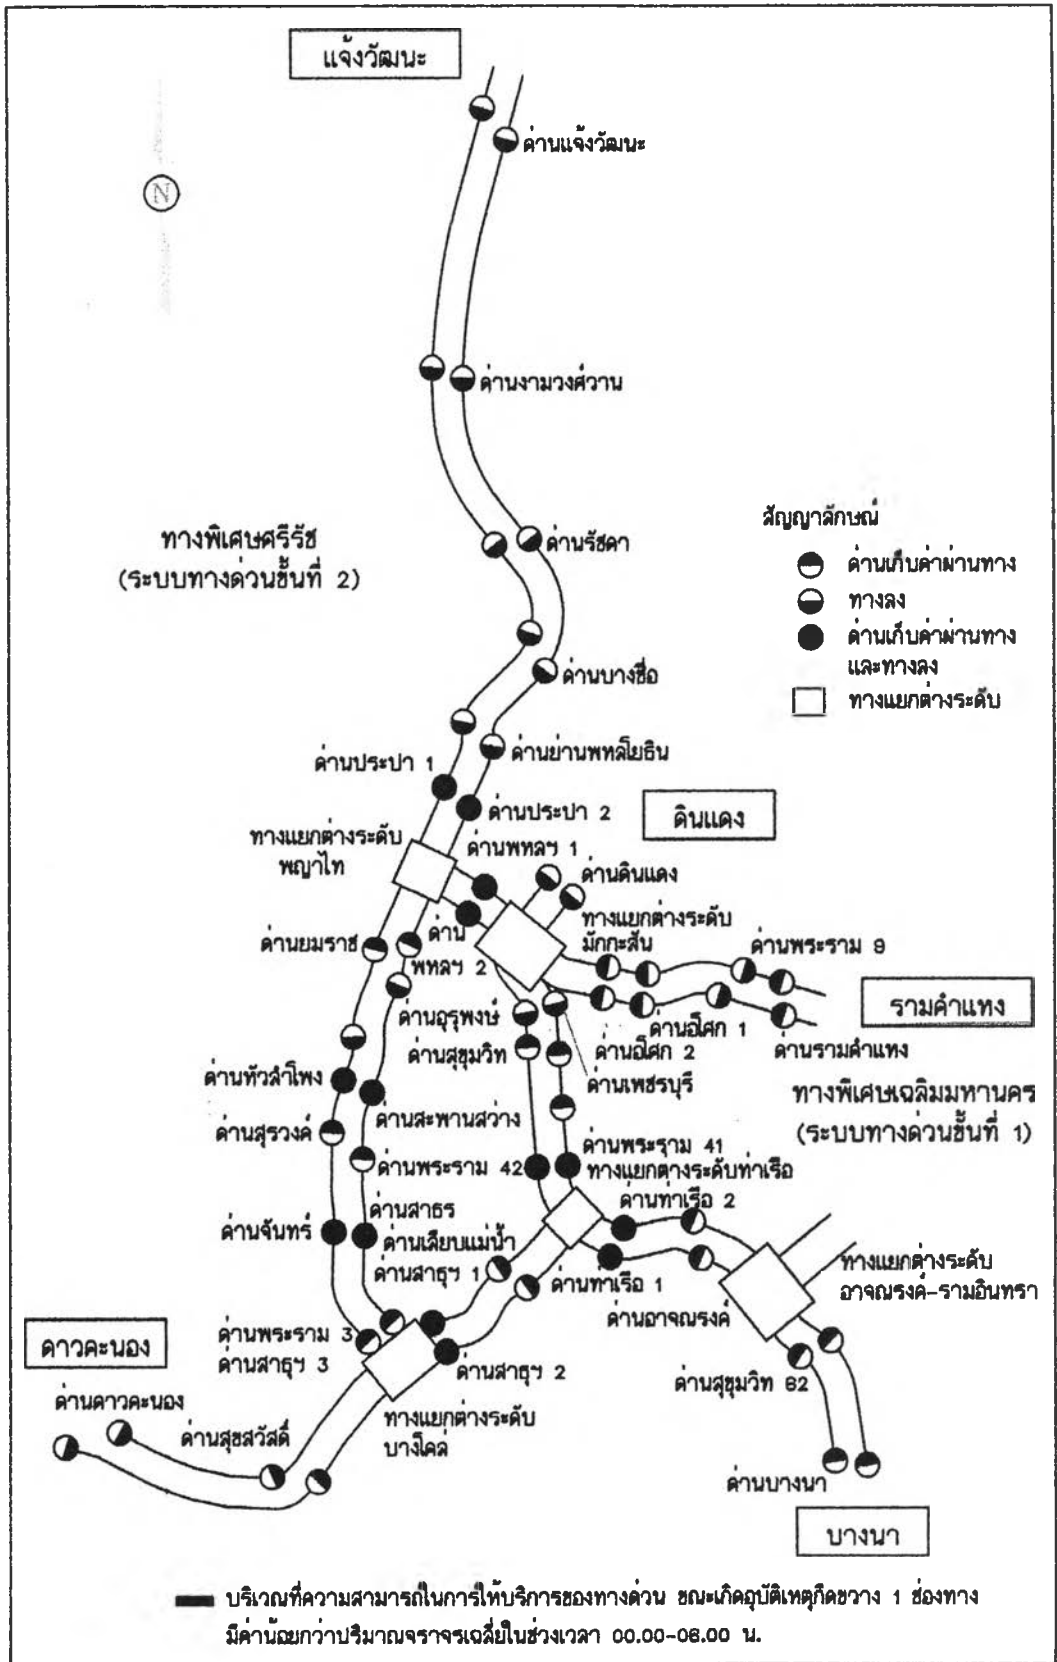 แจ้งวัฒนะ
ด่านแจ้งวัฒนะ
N
ด่านงามวงศ์วาน
ทางพิเศษศรีรัช
(ระบบทางด่วนขั้นที่ 2)
ด่านรัชดา
สัญญาลักษณ์
ด่านเก็บค่าผ่านทาง
ทางลง
ด่านเก็บค่าผ่านทาง
และทางลง
ทางแยกต่างระดับ
ด่านบางซื่อ
ด่านย่านพหลโยธิน
ด่านประปา 1
ด่านประปา 2
ดินแดง
ทางแยกต่างระดับ
พญาไท
ด่านพหลฯ 1
ด่านดินแดง
ทางแยกต่างระดับ
มักกะสัน
ด่าน
พหลฯ 2
ด่านยมราช
ด่านพระราม 9
รามคำแหง
ด่านอุรุพงษ์
ด่านอโศก 1
ด่านสุขุมวิท
ด่านอโศก 2
ด่านรามคำแหง
ด่านเพชรบุรี
ด่านหัวลำโพง
ทางพิเศษเฉลิมมหานคร
(ระบบทางด่วนขั้นที่ 1)
ด่านสะพานสว่าง
ด่านสุรวงค์
ด่านพระราม 41
ด่านพระราม 42
ทางแยกต่างระดับท่าเรือ
ด่านท่าเรือ 2
ด่านสาธร
ด่านจันทร์
ด่านเลียบแม่น้ำ
ด่านสาธุฯ 1
ด่านท่าเรือ 1
ทางแยกต่างระดับ
อาจณรงค์-รามอินทรา
ด่านอาจณรงค์
ด่านพระราม 3
ดาวคะนอง
ด่านสาธุฯ 3
ด่านสาธุฯ 2
ด่านสุขุมวิท 62
ด่านดาวคะนอง
ด่านสุขสวัสดิ์
ทางแยกต่างระดับ
บางโคล่
ด่านบางนา
บางนา
บริเวณที่ความสามารถในการให้บริการของทางด่วน ขณะเกิดอุบัติเหตุกีดขวาง 1 ช่องทาง
มีค่าน้อยกว่าปริมาณจราจรเฉลี่ยในช่วงเวลา 00.00-06.00 น.